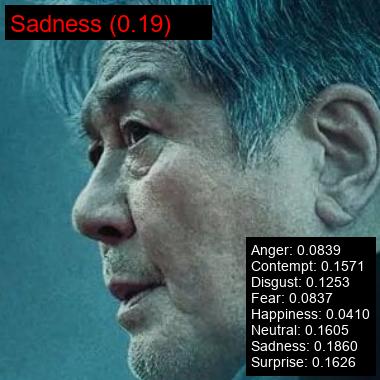 Sadness (0.19)
Anger: 0.0839
Contempt: 0.1571
Disgust: 0.1253
Fear: 0.0837
Happiness: 0.0410
Neutral: 0.1605
Sadness: 0.1860
Surprise: 0.1626